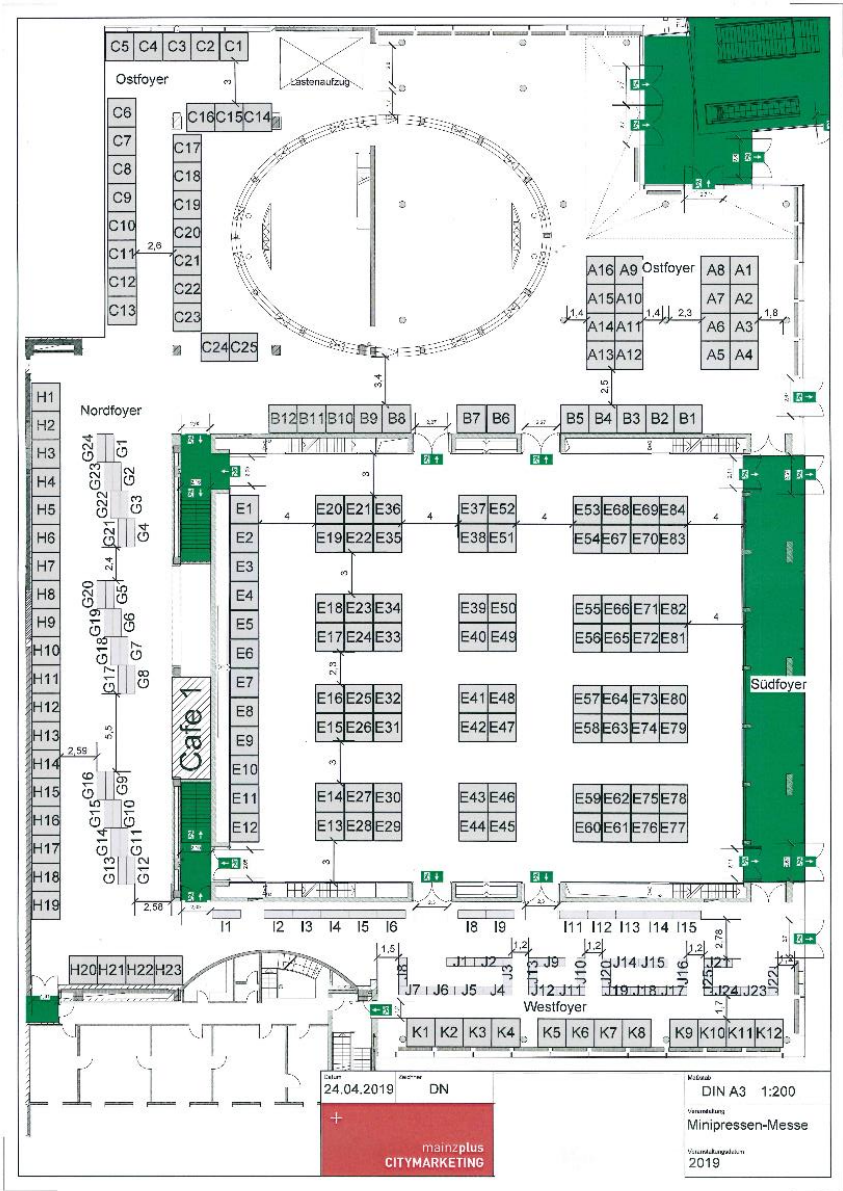 C5 C4 C3 C2 C1
Ostfoyer
3
Lastenaufzug
C6
C16 C15 C14
C7
C17
C8
C18
C9
C19
C10
C20
C11
2,6
C21
C12
C22
C13
C23
C24 C25
A16 A9 Ostfoyer A8 A1
A15 A10 A7 A2
1,4 1,4 2,3 1,8
A14 A11 A6 A3
A13 A12 A5 A4
3,4
2,5
H1
Nordfoyer
B12 B11 B10 B9 B8 B7 B6 B5 B4 B3 B2 B1
H2
H3
H4
H5
H6
H7
H8
H9
H10
H11
H12
H13
H14
H15
H16
H17
H18
H19
G24 G1
G23 G2
G22 G3
G21 G4
2,4
G20 G5
G19 G6
G18 G7
G17 G8
5,5
2,59
G16 G9
G15 G10
G14 G11
G13 G12
2,58
Cafe 1
3
E1 E20 E21 E36 E37 E52 E53 E68 E69 E84
4 4 4 4
E2 E19 E22 E35 E38 E51 E54 E67 E70 E83
E3
3
E4 E18 E23 E34 E39 E50 E55 E66 E71 E82
4
E5 E17 E24 E33 E40 E49 E56 E65 E72 E81
E6
2,3
E7 E16 E25 E32 E41 E48 E57 E64 E73 E80
Südfoyer
E8 E15 E26 E31 E42 E47 E58 E63 E74 E79
E9
3
E10
E11 E14 E27 E30 E43 E46 E59 E62 E75 E78
E12 E13 E28 E29 E44 E45 E60 E61 E76 E77
3
I1 I2 I3 I4 I5 I6 I8 I9 I11 I12 I13 I14 I15
2,78
1,5 1,2 1,2 1,2
H20 H21 H22 H23
J8 J1 J2 J3 J13 J9 J10 J20 J14 J15 J16 J25 J21 J22
J7 J6 J5 J4 J12 J11 J19 J18 J17 J24 J23
Westfoyer
1,7
K1 K2 K3 K4 K5 K6 K7 K8 K9 K10 K11 K12
Datum
24.04.2019
Zeichner
DN
Maßstab
DIN A3 1:200
Veranstaltung
Minipressen-Messe
Veranstaltungsdatum
2019
mainzplus
CITYMARKETING